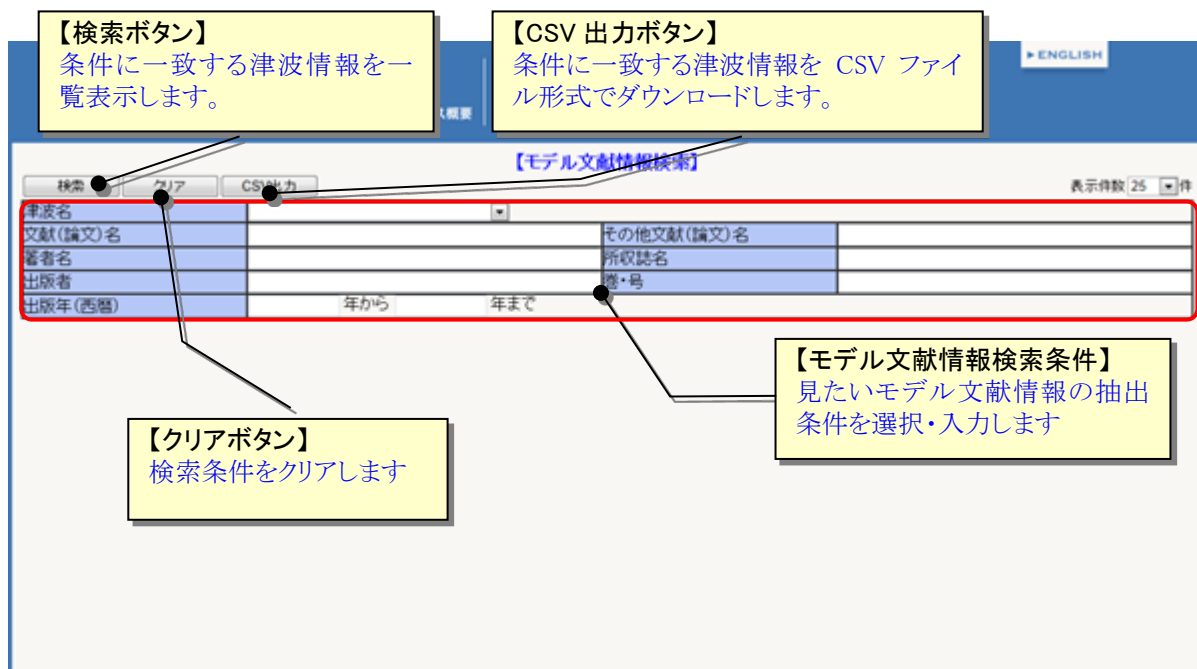 【検索ボタン】
条件に一致する津波情報を一
覧表示します。
【CSV 出力ボタン】
条件に一致する津波情報を CSV ファイ
ル形式でダウンロードします。
ENGLISH
概要
【モデル文献情報検索】
検索 クリア CSV出力
表示件数 25 件
津波名
文献(論文)名 その他文献(論文)名
著者名 所収誌名
出版者 巻・号
出版年(西暦) 年から 年まで
【モデル文献情報検索条件】
見たいモデル文献情報の抽出
条件を選択・入力します
【クリアボタン】
検索条件をクリアします